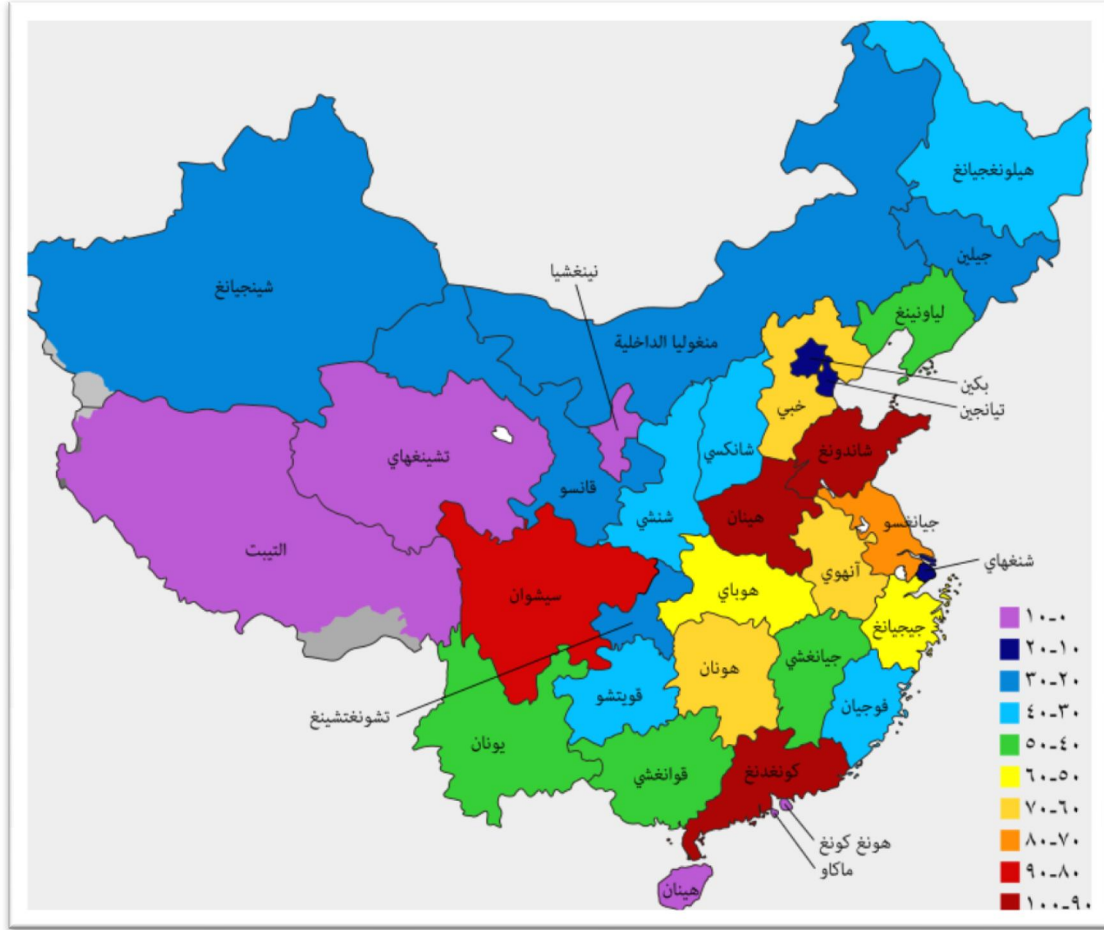 هيلونغجيانغ
جيلين
نينغشيا
شينجيانغ
لياونينغ
منغوليا الداخلية
بكين
تيانجين
خبي
شاندونغ
شانكسي
تشينغهاي
قانسو
شنشي
هينان
جيانغسو
التيبت
شنغهاي
آنهوي
سيشوان
هوباي
جيجيانغ
جيانغشي
هونان
قويتشو
فوجيان
تشونغتشينغ
يونان
قوانغشي
كونغدنغ
هونغ كونغ
ماكاو
هينان
١٠-٠
٢٠-١٠
٣٠-٢٠
٤٠-٣٠
٥٠-٤٠
٦٠-٥٠
٧٠-٦٠
٨٠-٧٠
٩٠-٨٠
١٠٠-٩٠